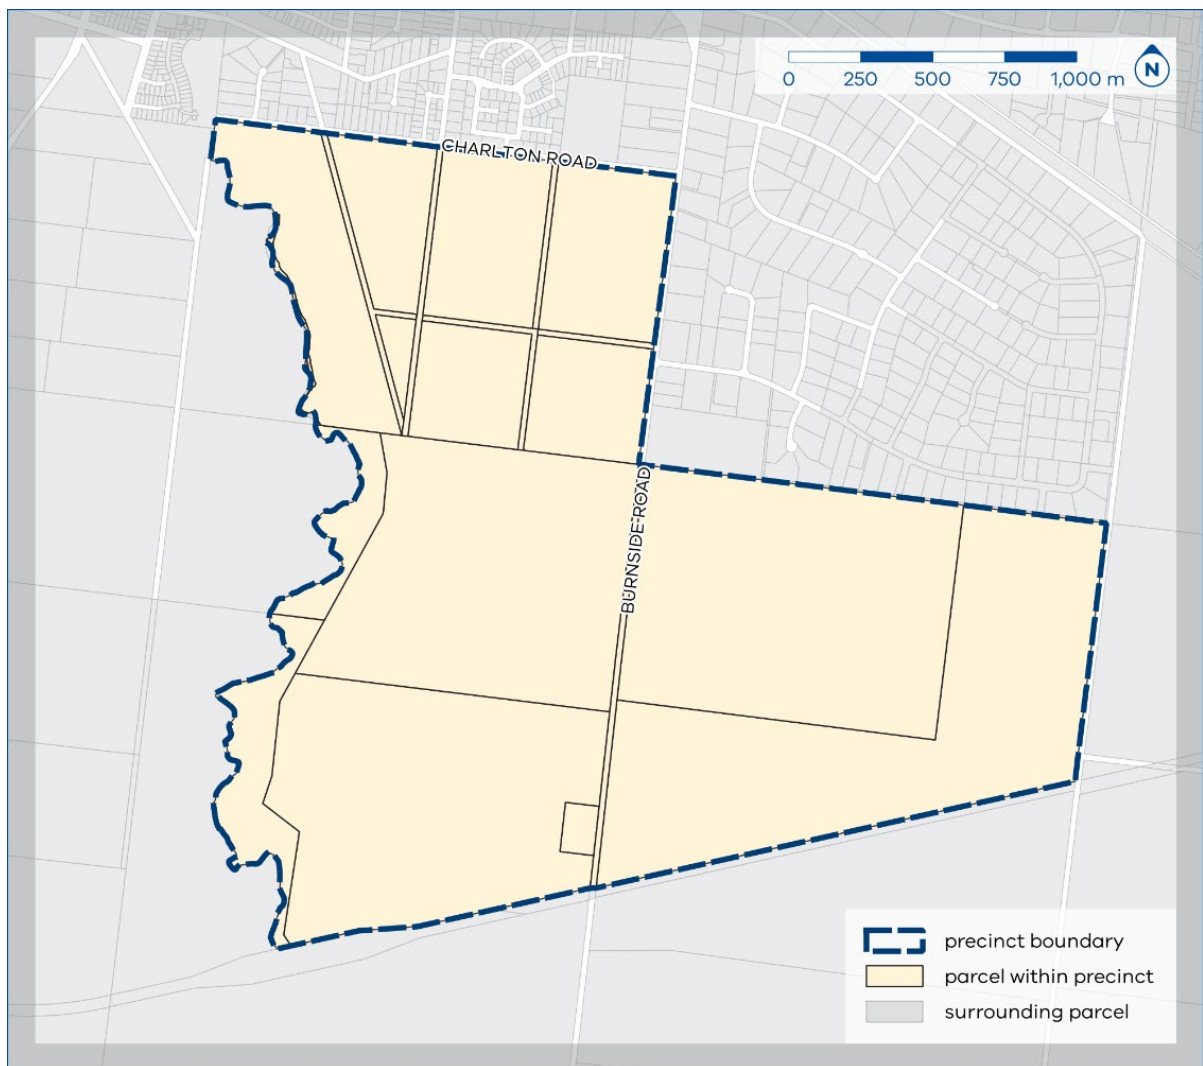 0 250 500 750 1,000 m
N
CHARLTON ROAD
BURNSIDE ROAD
precinct boundary
parcel within precinct
surrounding parcel